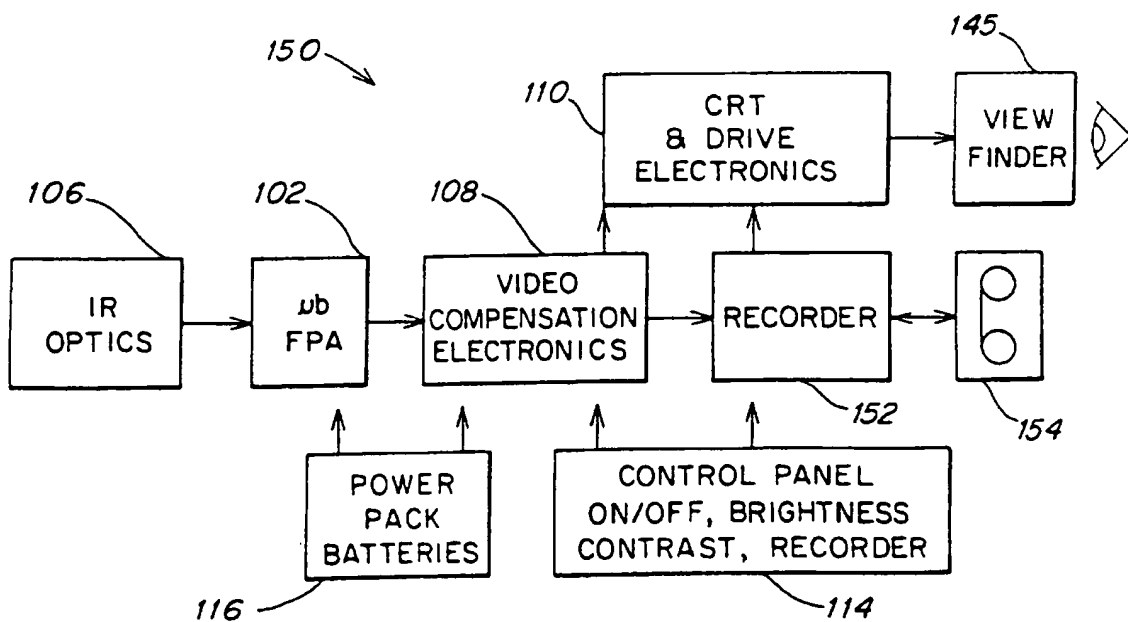 150
145
110
CRT
& DRIVE
ELECTRONICS
VIEW
FINDER
106
102
108
IR
OPTICS
μb
FPA
VIDEO
COMPENSATION
ELECTRONICS
RECORDER
152
154
POWER
PACK
BATTERIES
CONTROL PANEL
ON/OFF, BRIGHTNESS
CONTRAST, RECORDER
116
114